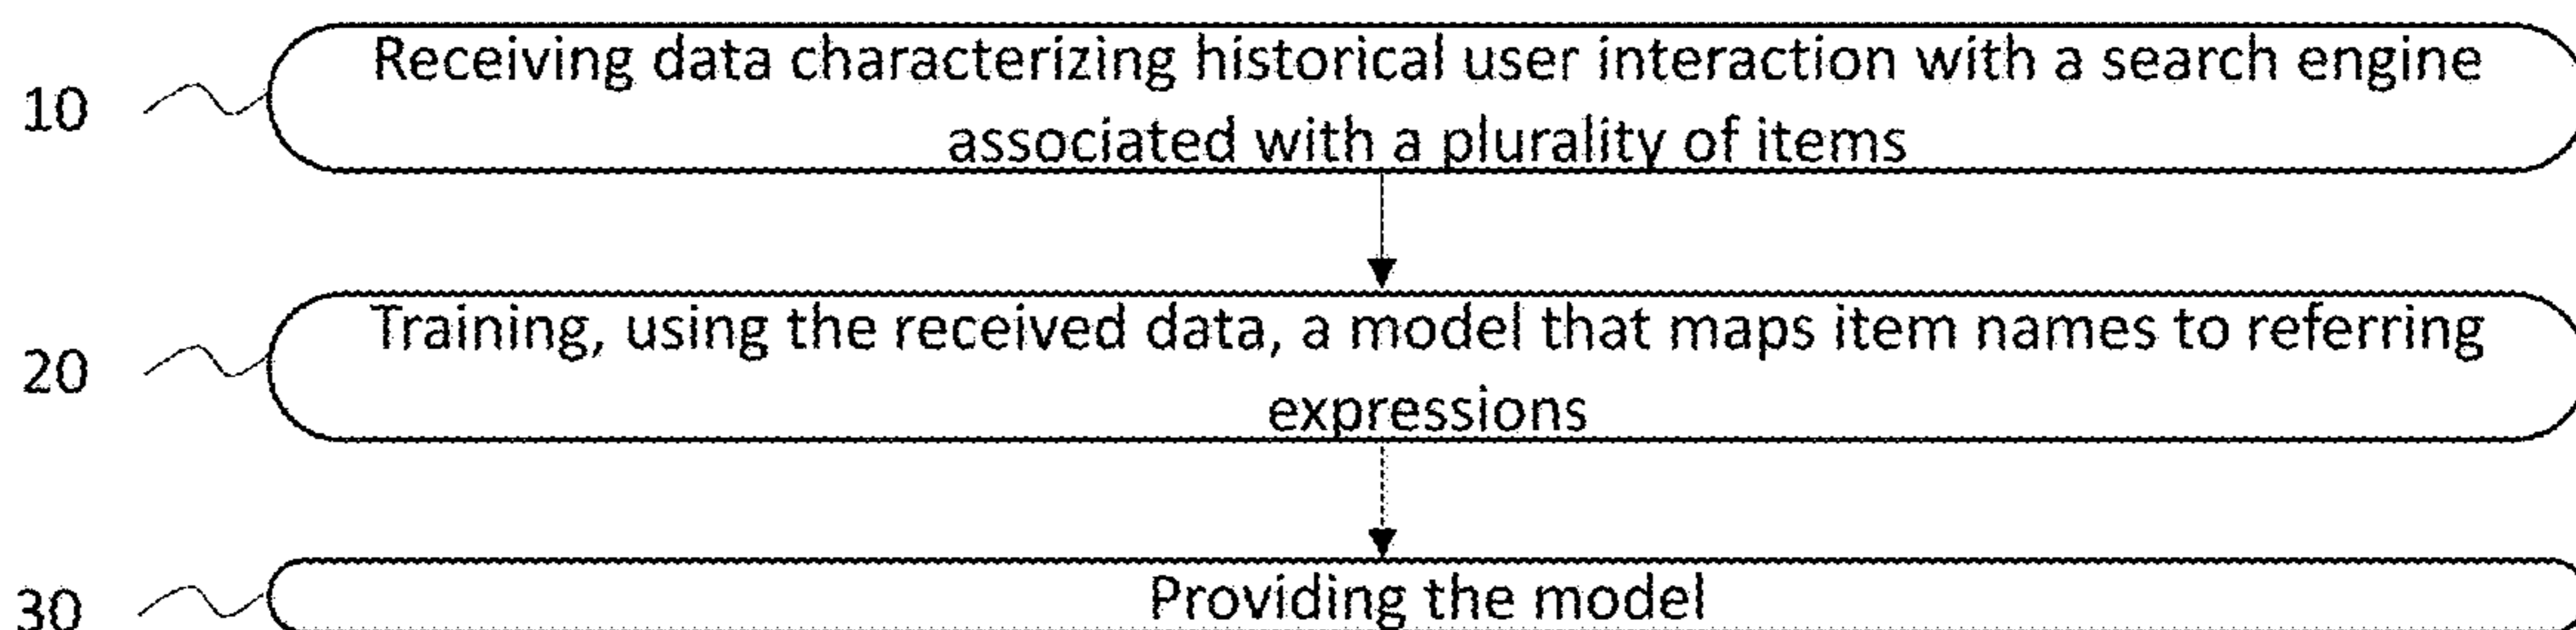 Receiving data characterizing historical user interaction with a search engine
10
associated with a plurality of items
Training, using the received data, a model that maps item names to referring
20
expressions
Providing the model
30